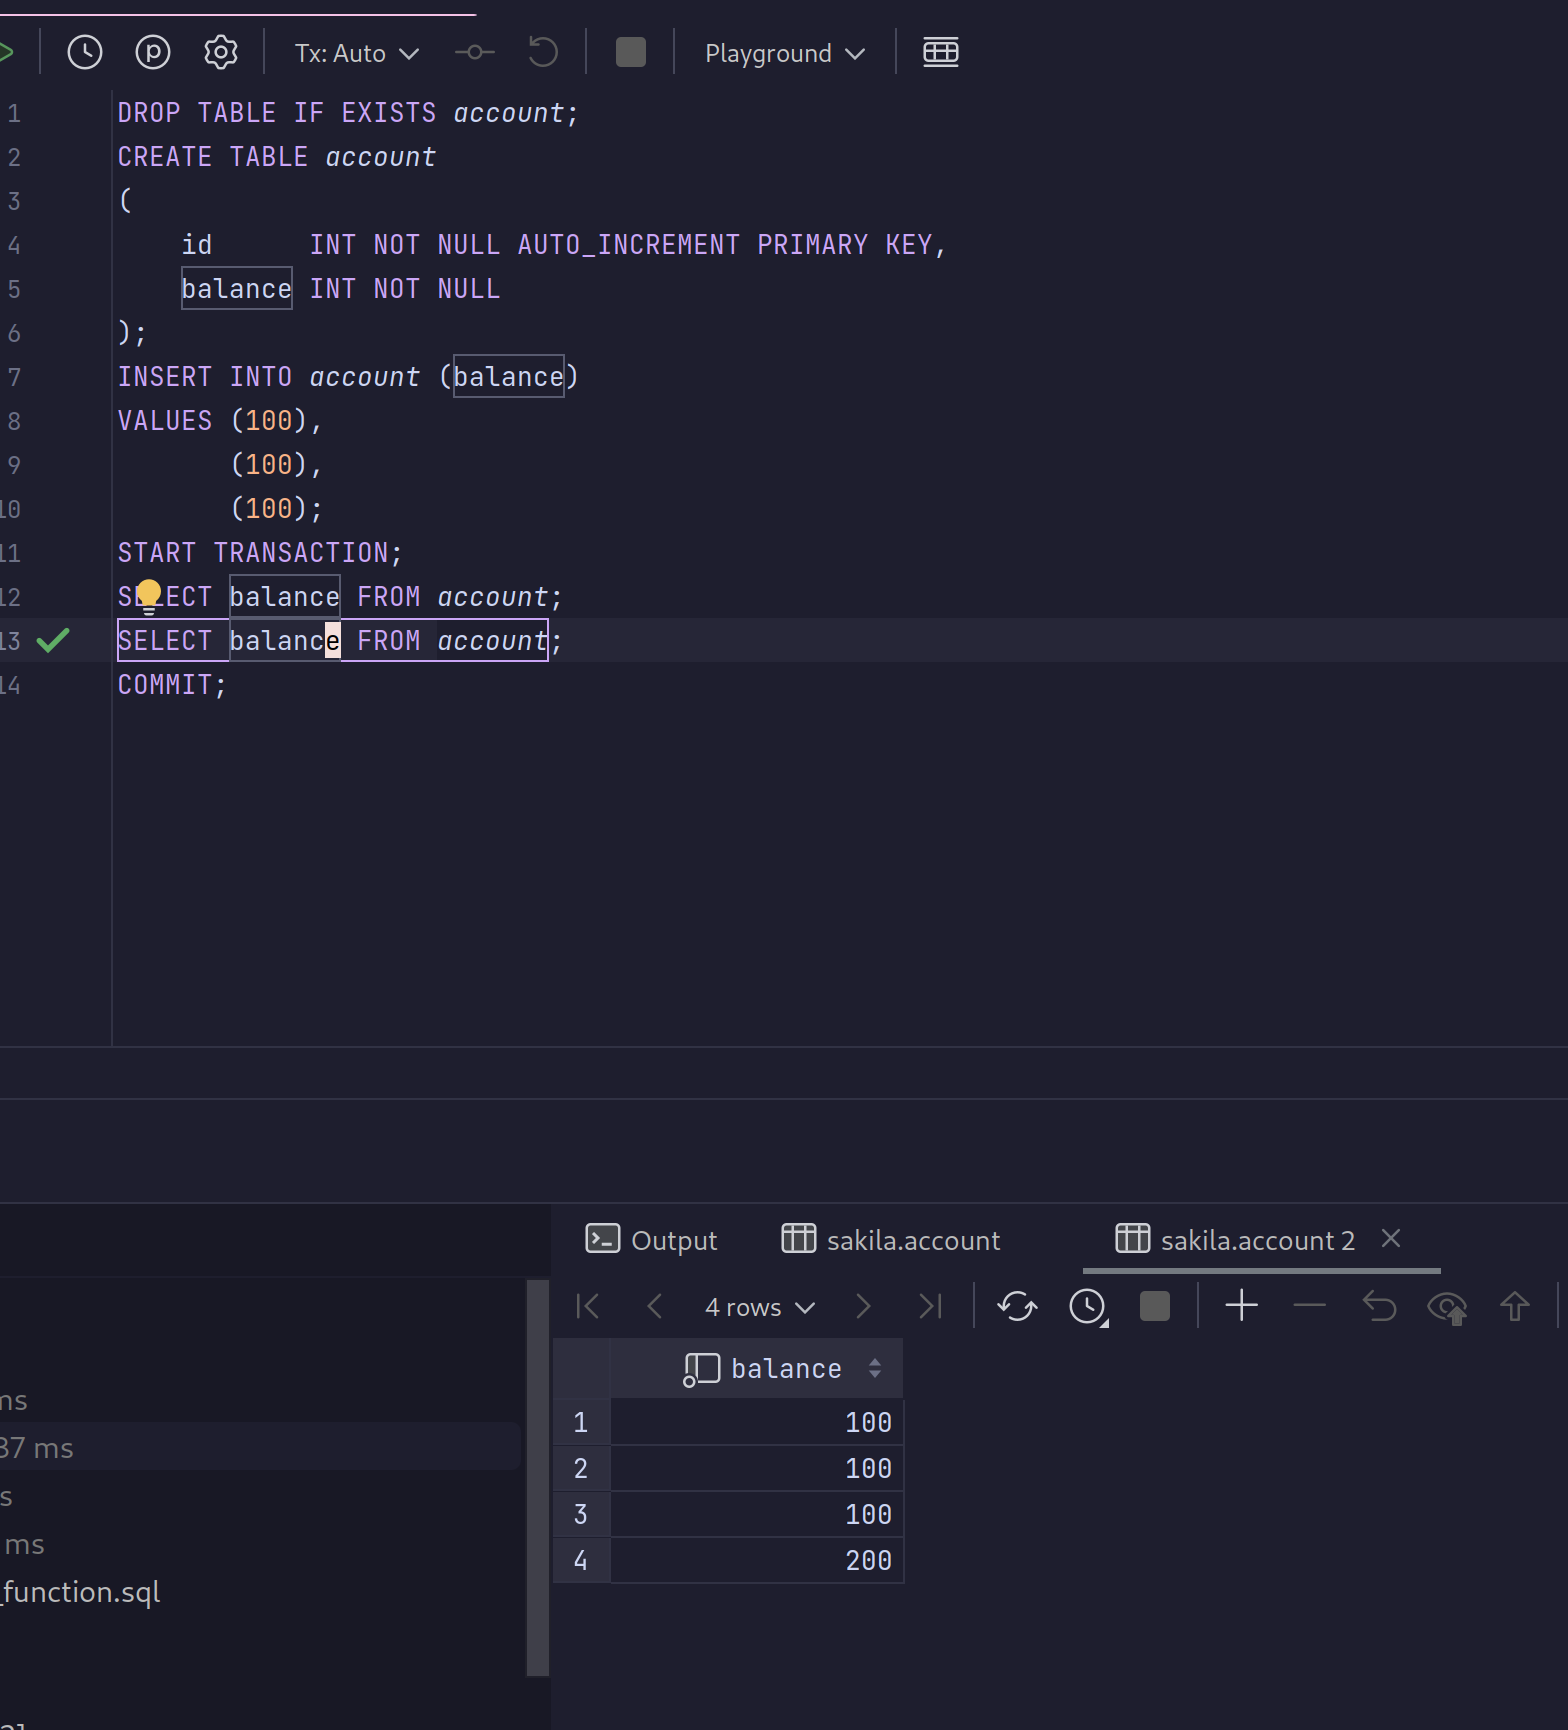 Tx: Auto
Playground
1 DROP TABLE IF EXISTS account;
2 CREATE TABLE account
3 (
4     id      INT NOT NULL AUTO_INCREMENT PRIMARY KEY,
5     balance INT NOT NULL
6 );
7 INSERT INTO account (balance)
8 VALUES (100),
9        (100),
10        (100);
11 START TRANSACTION;
12 SELECT balance FROM account;
13 SELECT balance FROM account;
14 COMMIT;
Output
sakila.account
sakila.account 2
4 rows
balance
1 100
2 100
3 100
4 200
ms
37 ms
s
ms
_function.sql